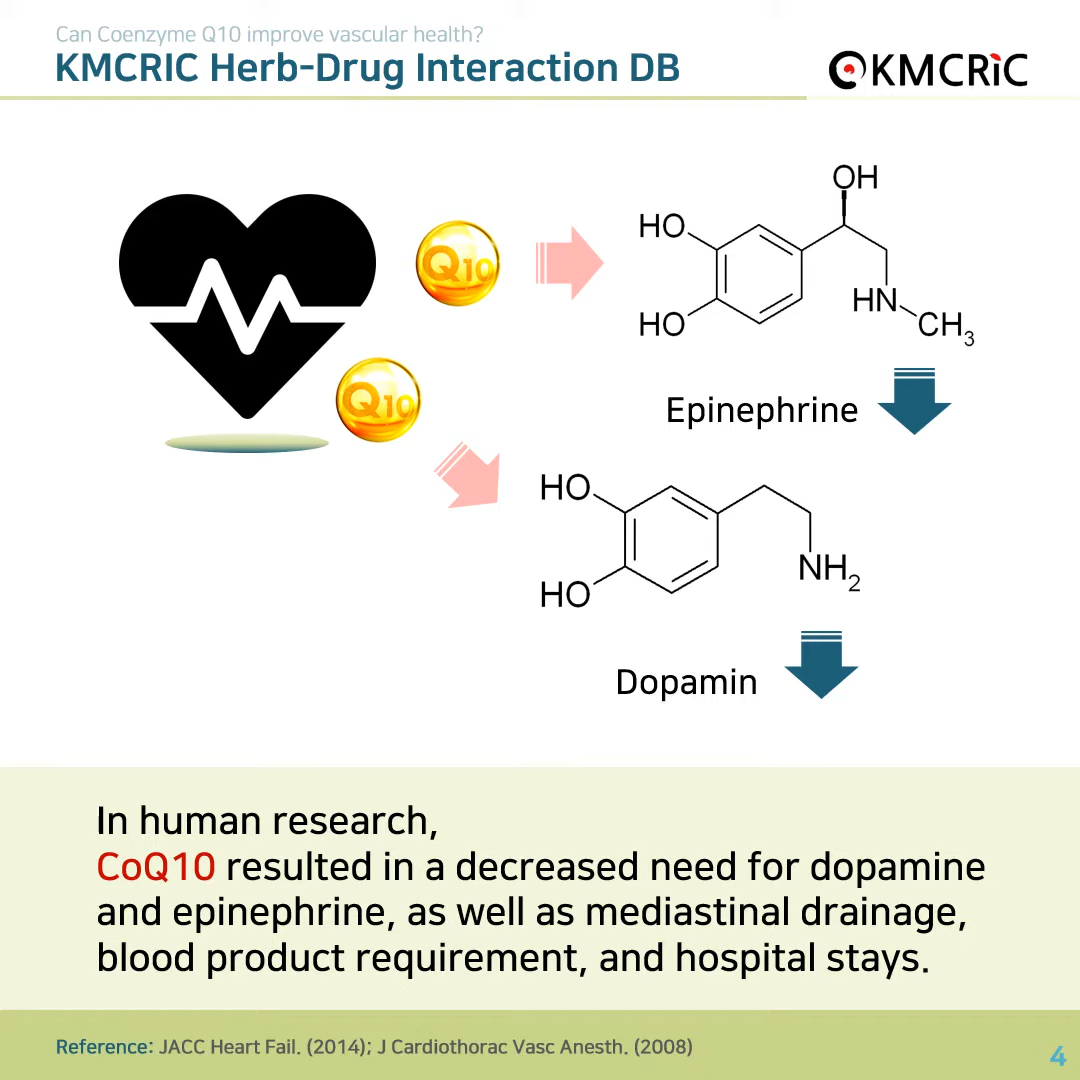 Can Coenzyme Q10 improve vascular health?
KMCRIC Herb-Drug Interaction DB
KMCRiC
Q10
Q10
OH
HO
HO
HN
CH3
Epinephrine
HO
HO
NH2
Dopamin
In human research,
CoQ10 resulted in a decreased need for dopamine
and epinephrine, as well as mediastinal drainage,
blood product requirement, and hospital stays.
Reference: JACC Heart Fail. (2014); J Cardiothorac Vasc Anesth. (2008)
4